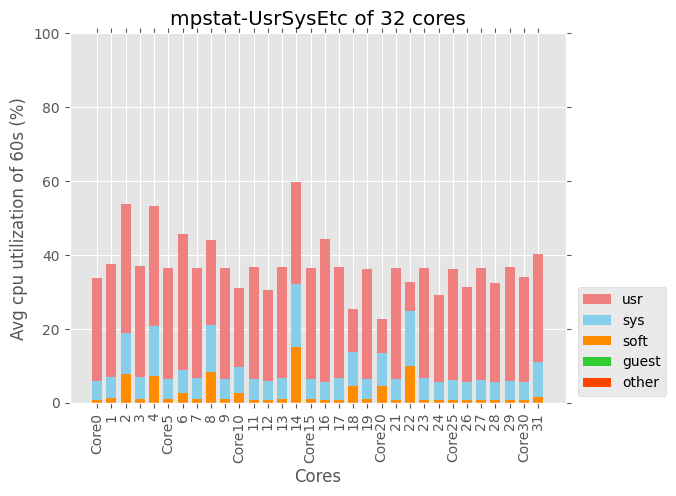 mpstat-UsrSysEtc of 32 cores
Avg cpu utilization of 60s (%)
100
80
60
40
20
0
Core0
1
2
3
4
Core5
6
7
8
9
Core10
11
12
13
14
Core15
16
17
18
19
Core20
21
22
23
24
Core25
26
27
28
29
Core30
31
Cores
usr
sys
soft
guest
other